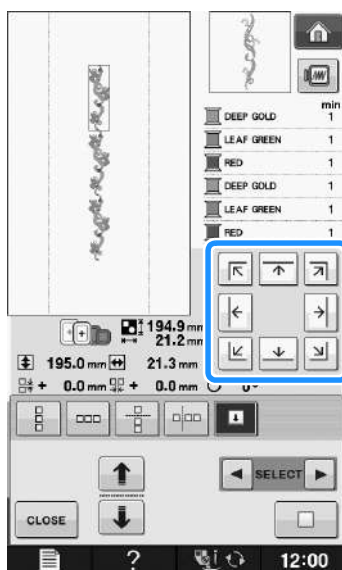 min
DEEP GOLD 1
LEAF GREEN 1
RED 1
DEEP GOLD 1
LEAF GREEN 1
RED 1
194.9 mm
21.2 mm
195.0 mm 21.3 mm
+ 0.0 mm + 0.0 mm 0°
SELECT
CLOSE
? 12:00